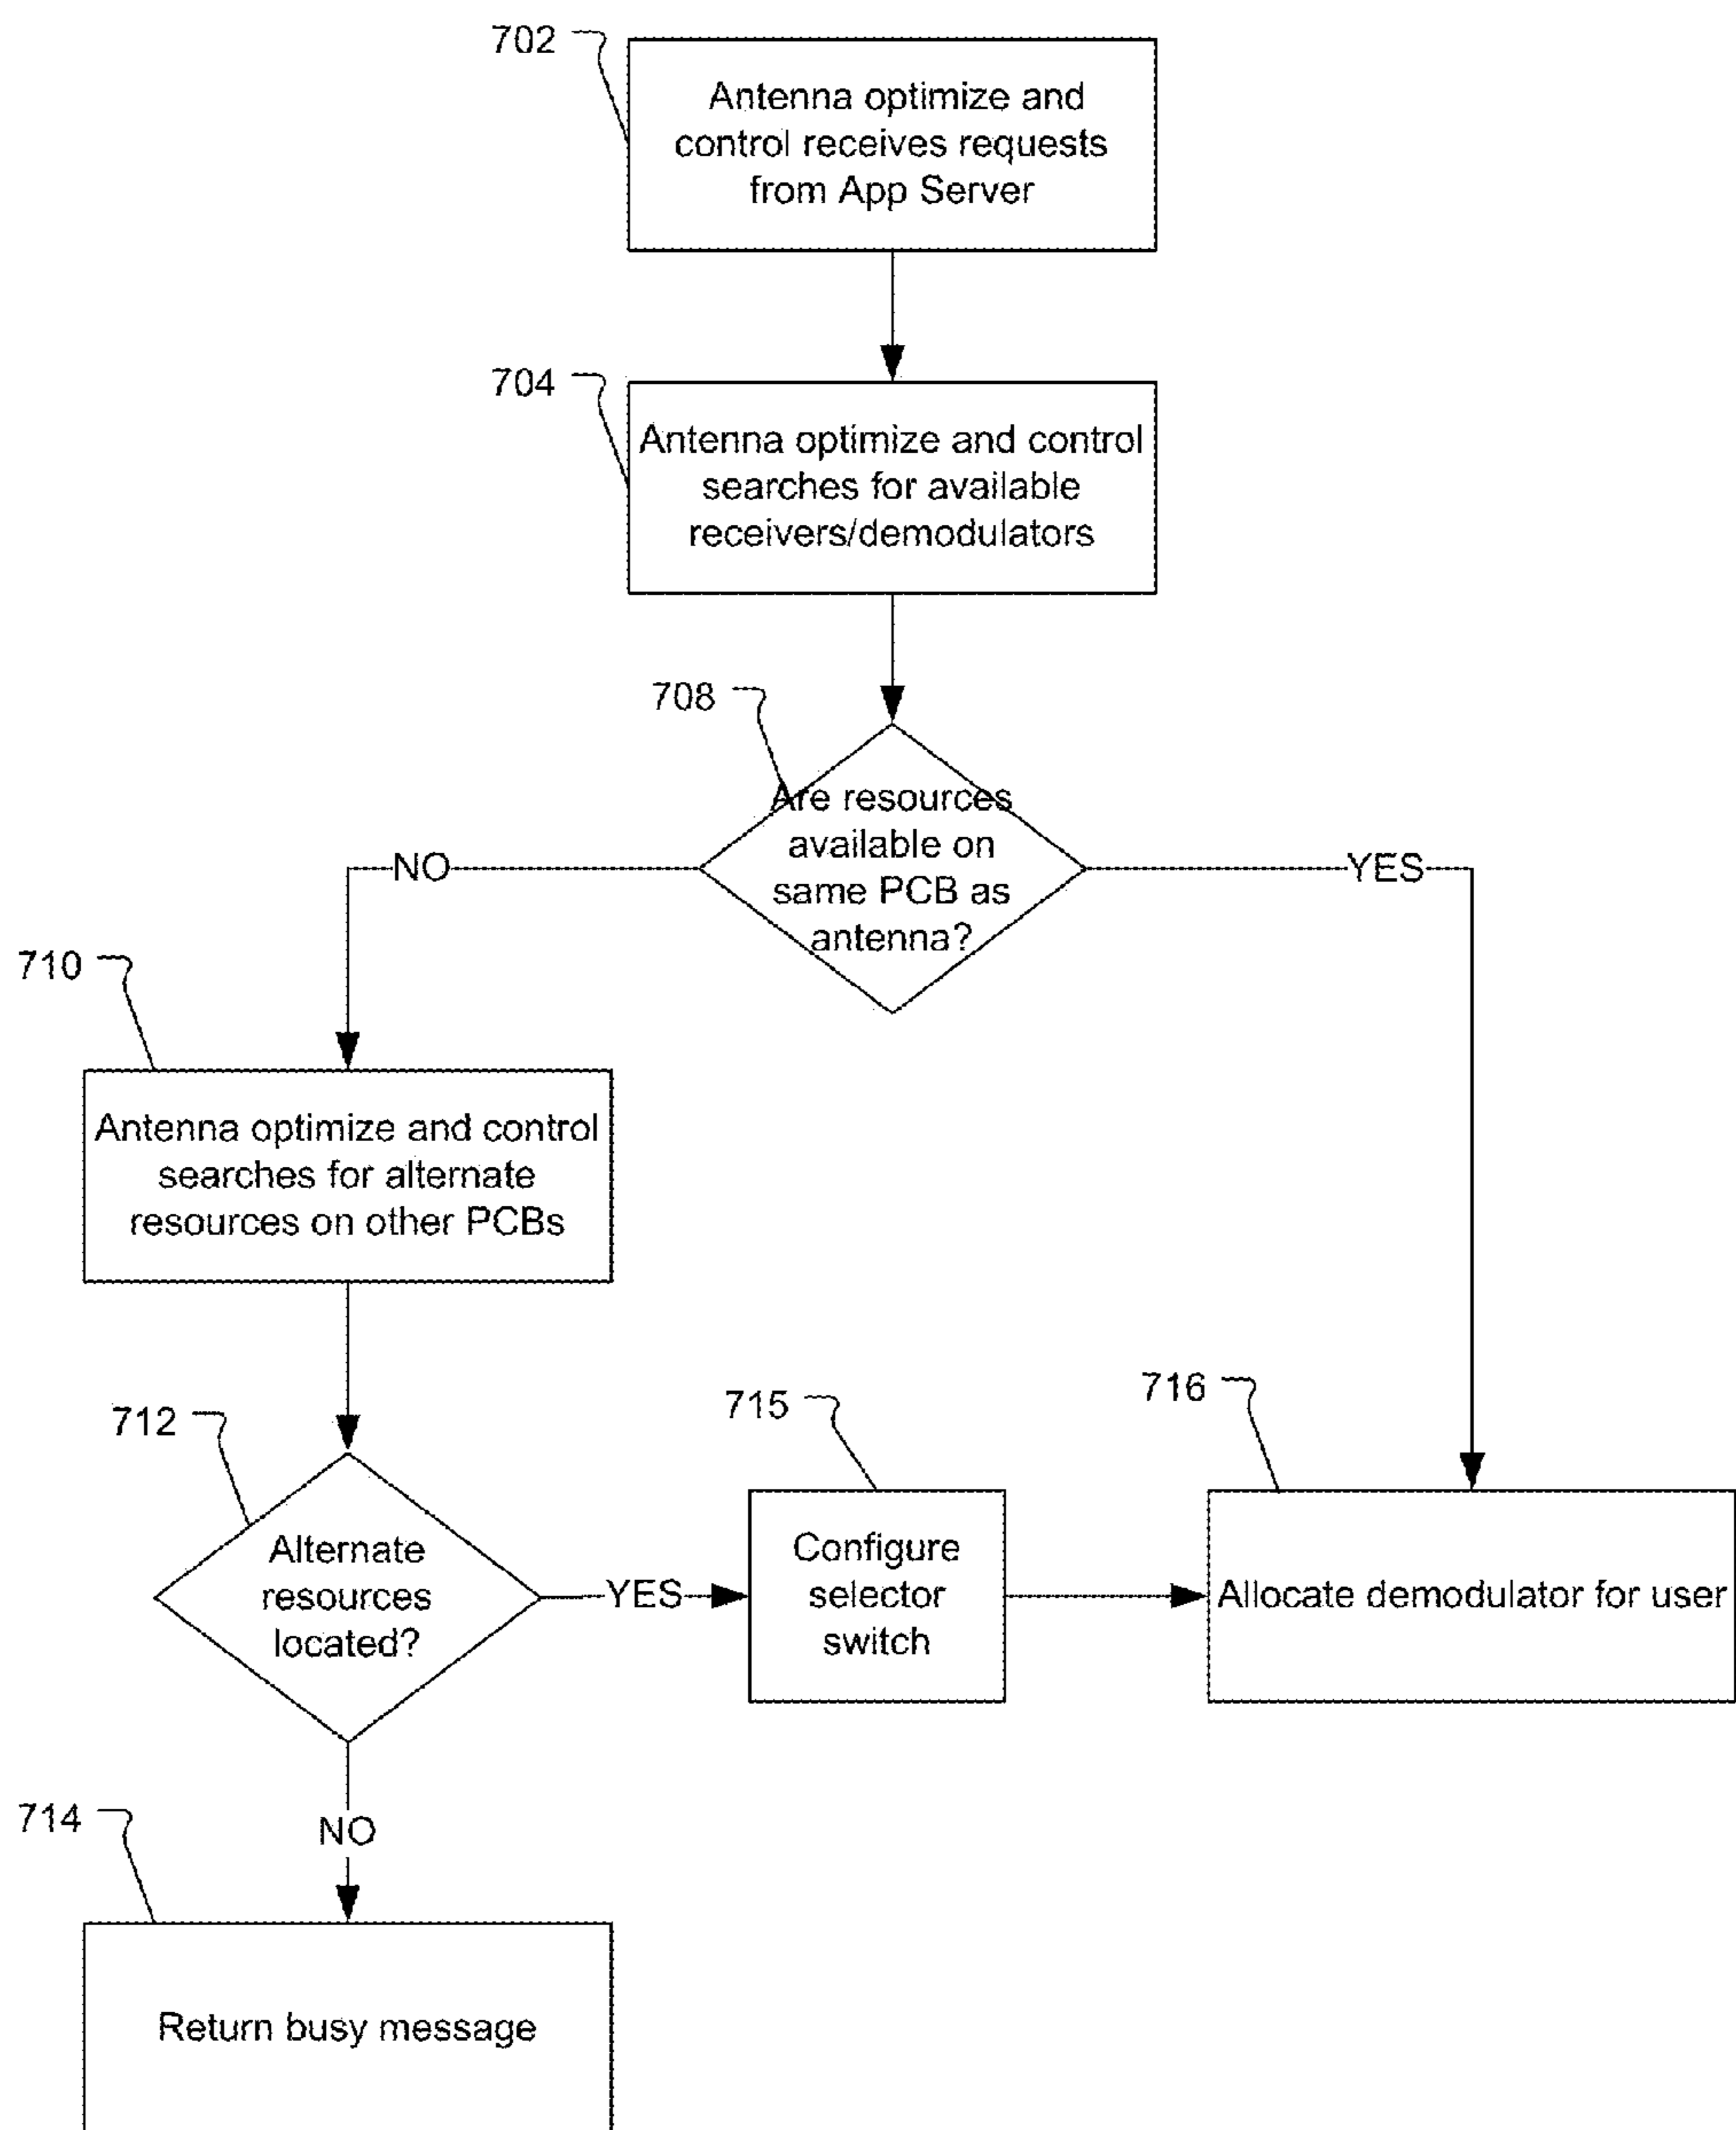 702
Antenna optimize and
control receives requests
from App Server
704
Antenna optimize and control
searches for available
receivers/demodulators
708
Are resources
available on
same PCB as
antenna?
NO
YES
710
Antenna optimize and control
searches for alternate
resources on other PCBs
712
Alternate
resources
located?
YES
715
Configure
selector
switch
716
Allocate demodulator for user
NO
714
Return busy message